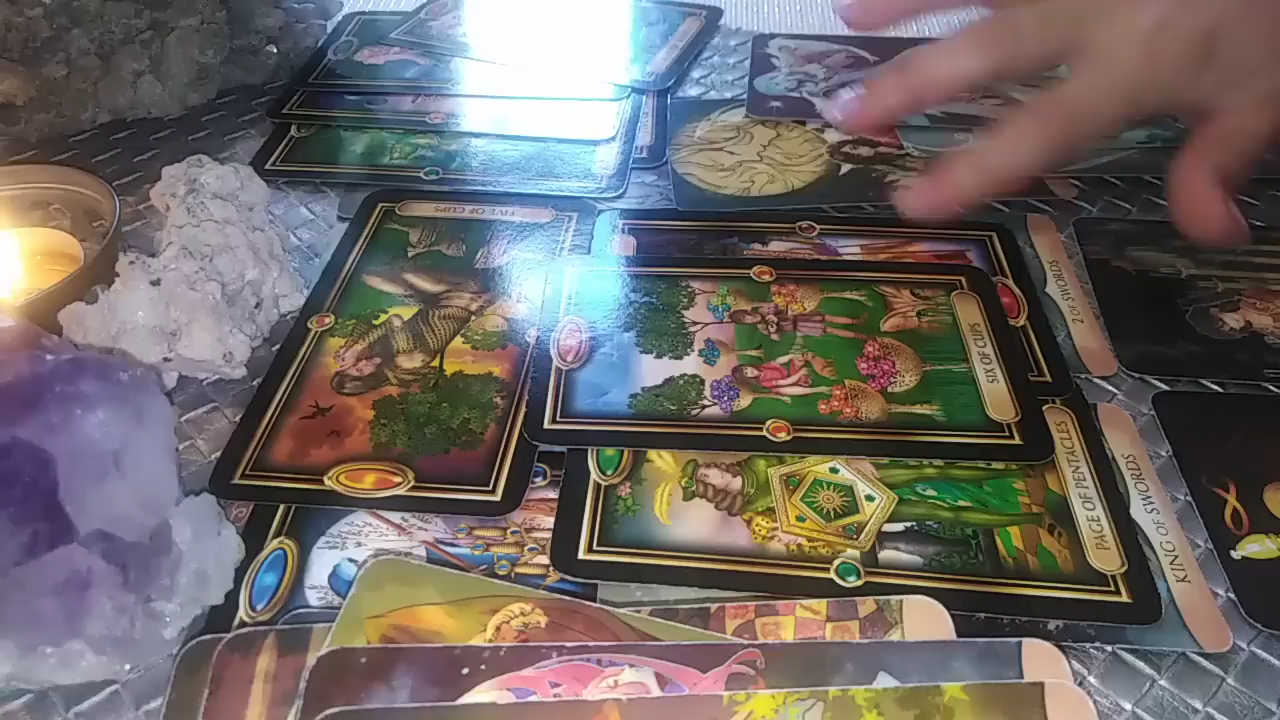 FIVE OF CUPS
2 OF SWORDS
SIX OF CUPS
PAGE OF PENTACLES
KING OF SWORDS